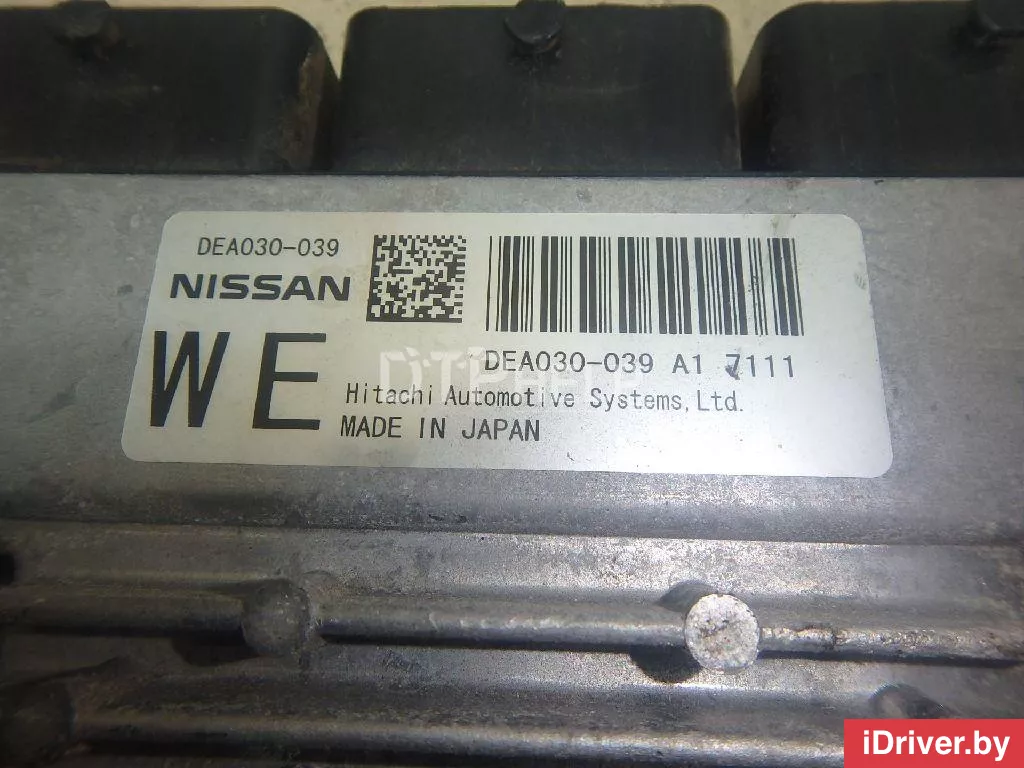 DEA030-039
NISSAN
WE
DEA030-039 A1 7111
Hitachi Automotive Systems, Ltd.
MADE IN JAPAN
iDriver.by